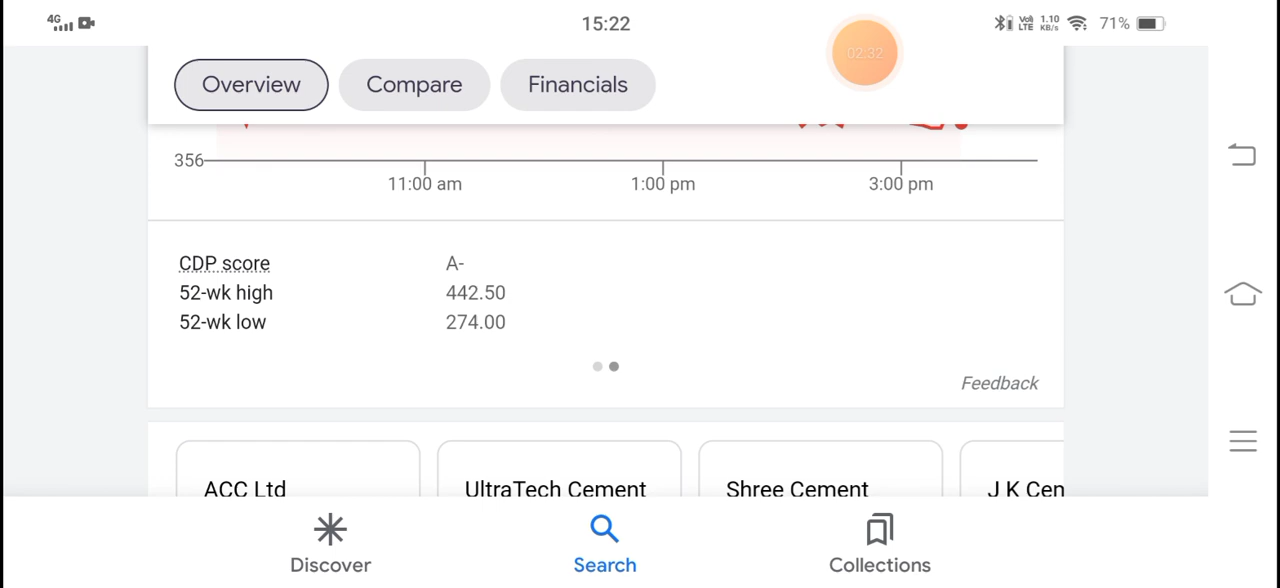 4G 15:22 VoI) LTE 1.10 KB/s 71%
02:32
Overview Compare Financials
356
11:00 am 1:00 pm 3:00 pm
CDP score A-
52-wk high 442.50
52-wk low 274.00
Feedback
ACC Ltd UltraTech Cement Shree Cement J K Cen
Discover Search Collections